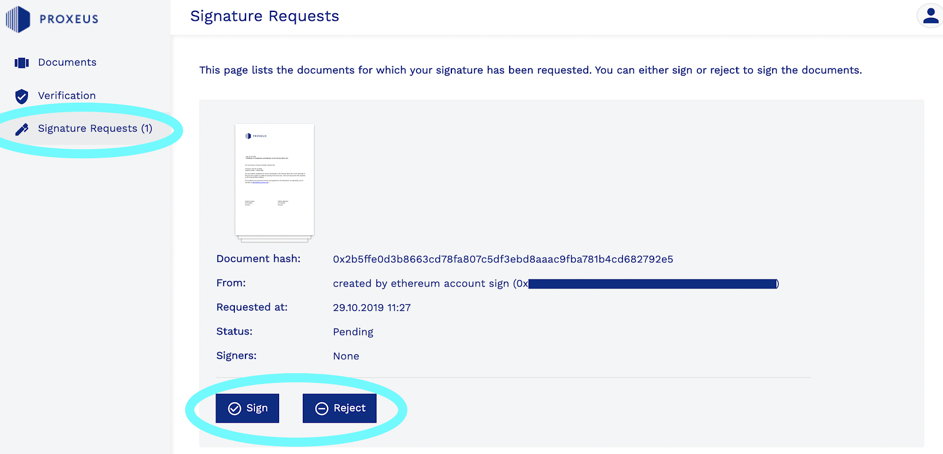 PROXEUS
Signature Requests
Documents
Verification
Signature Requests (1)
This page lists the documents for which your signature has been requested. You can either sign or reject to sign the documents.
PROXEUS
Document hash: 0x2b5ffe0d3b8663cd78fa807c5df3ebd8aaac9fba781b4cd682792e5
From: created by ethereum account sign (0x )
Requested at: 29.10.2019 11:27
Status: Pending
Signers: None
Sign Reject